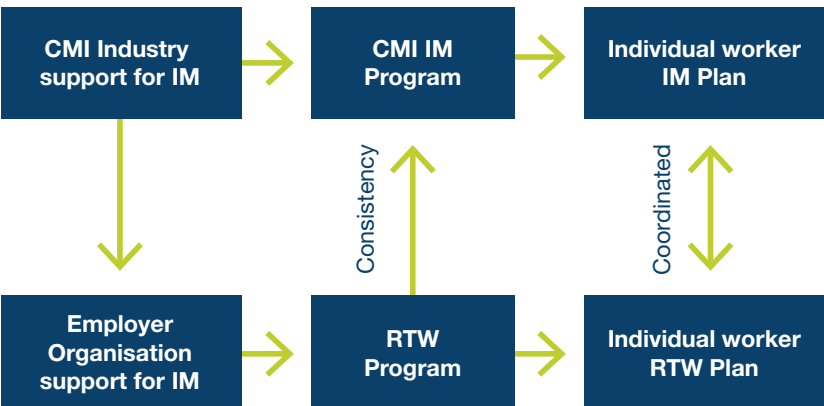 CMI Industry
support for IM
CMI IM
Program
Individual worker
IM Plan
Consistency
Coordinated
Employer
Organisation
support for IM
RTW
Program
Individual worker
RTW Plan